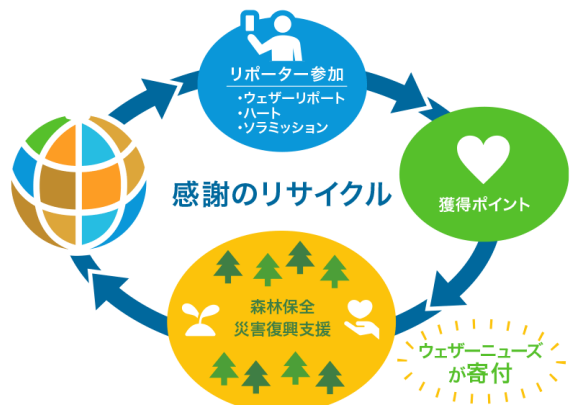 リポーター参加
・ウェザーリポート
・ハート
・ソラミッション
感謝のリサイクル
獲得ポイント
森林保全
災害復興支援
ウェザーニューズ
が寄付